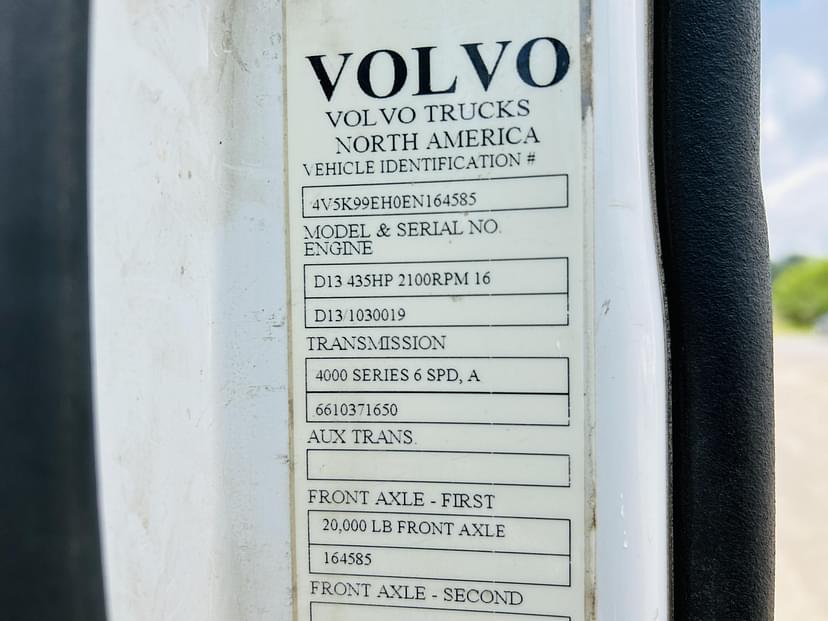 VOLVO
VOLVO TRUCKS
NORTH AMERICA
VEHICLE IDENTIFICATION #
4V5K99EH0EN164585
MODEL & SERIAL NO.
ENGINE
D13 435HP 2100RPM 16
D13/1030019
TRANSMISSION
4000 SERIES 6 SPD, A
6610371650
AUX TRANS.
FRONT AXLE - FIRST
20,000 LB FRONT AXLE
164585
FRONT AXLE - SECOND